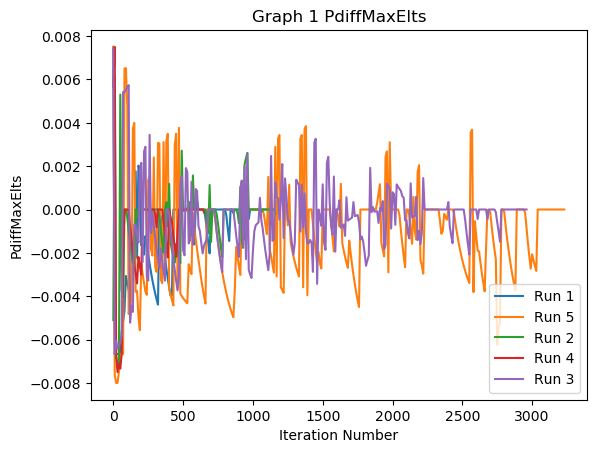 Graph 1 PdiffMaxElts
PdiffMaxElts
0.008
0.006
0.004
0.002
0.000
−0.002
−0.004
−0.006
−0.008
0
500
1000
1500
2000
2500
3000
Iteration Number
Run 1
Run 5
Run 2
Run 4
Run 3